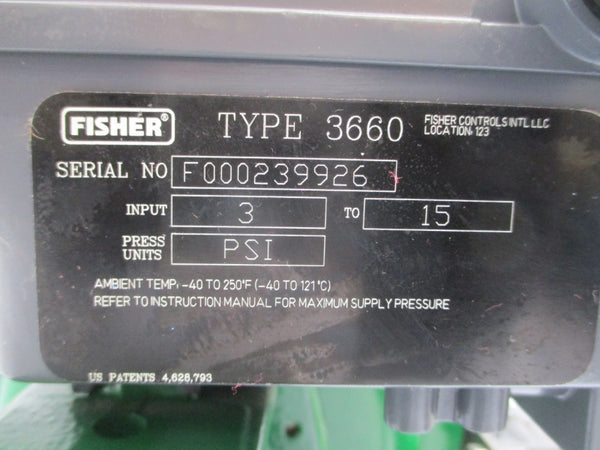 FISHER® TYPE 3660 FISHER CONTROLS INTL LLC
LOCATION: 123
SERIAL NO F000239926
INPUT 3 TO 15
PRESS UNITS PSI
AMBIENT TEMP: -40 TO 250°F (-40 TO 121°C)
REFER TO INSTRUCTION MANUAL FOR MAXIMUM SUPPLY PRESSURE
US PATENTS 4,628,793